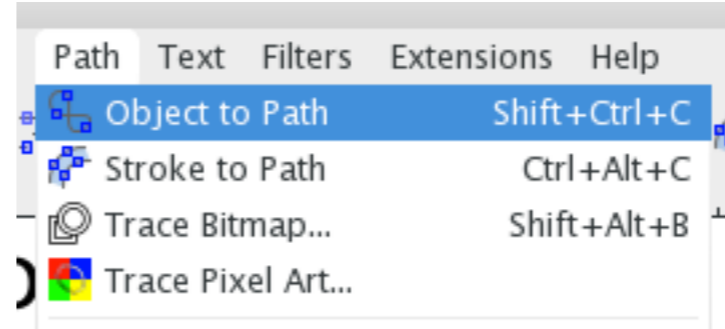 Path Text Filters Extensions Help
Object to Path Shift+Ctrl+C
Stroke to Path Ctrl+Alt+C
Trace Bitmap... Shift+Alt+B
Trace Pixel Art...